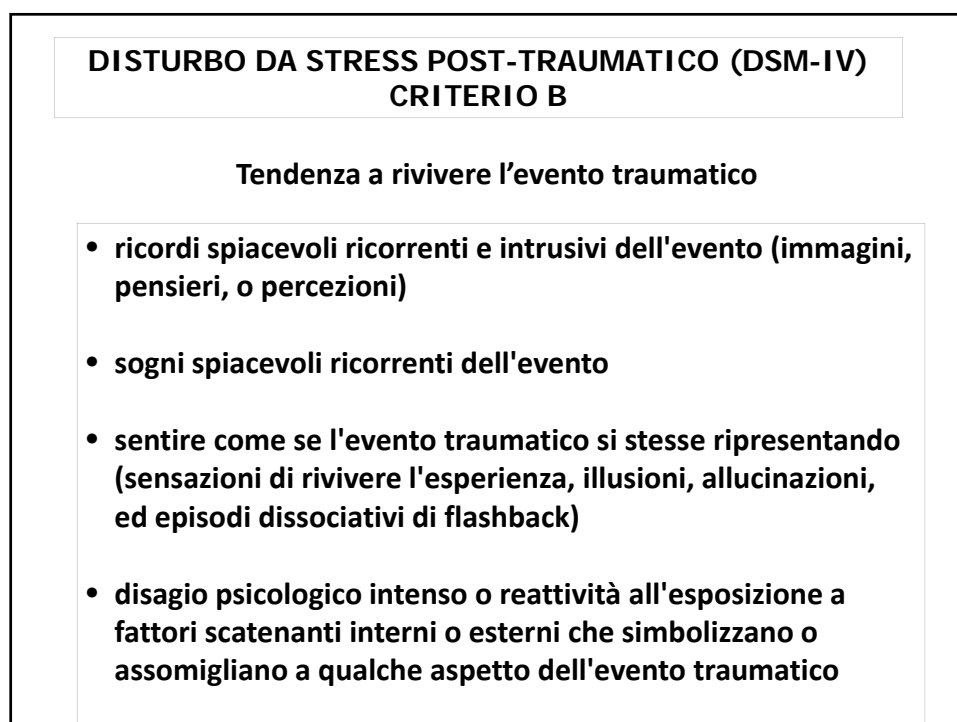 DISTURBO DA STRESS POST-TRAUMATICO (DSM-IV)
CRITERIO B
Tendenza a rivivere l’evento traumatico
• ricordi spiacevoli ricorrenti e intrusivi dell'evento (immagini,
pensieri, o percezioni)
• sogni spiacevoli ricorrenti dell'evento
• sentire come se l'evento traumatico si stesse ripresentando
(sensazioni di rivivere l'esperienza, illusioni, allucinazioni,
ed episodi dissociativi di flashback)
• disagio psicologico intenso o reattività all'esposizione a
fattori scatenanti interni o esterni che simbolizzano o
assomigliano a qualche aspetto dell'evento traumatico